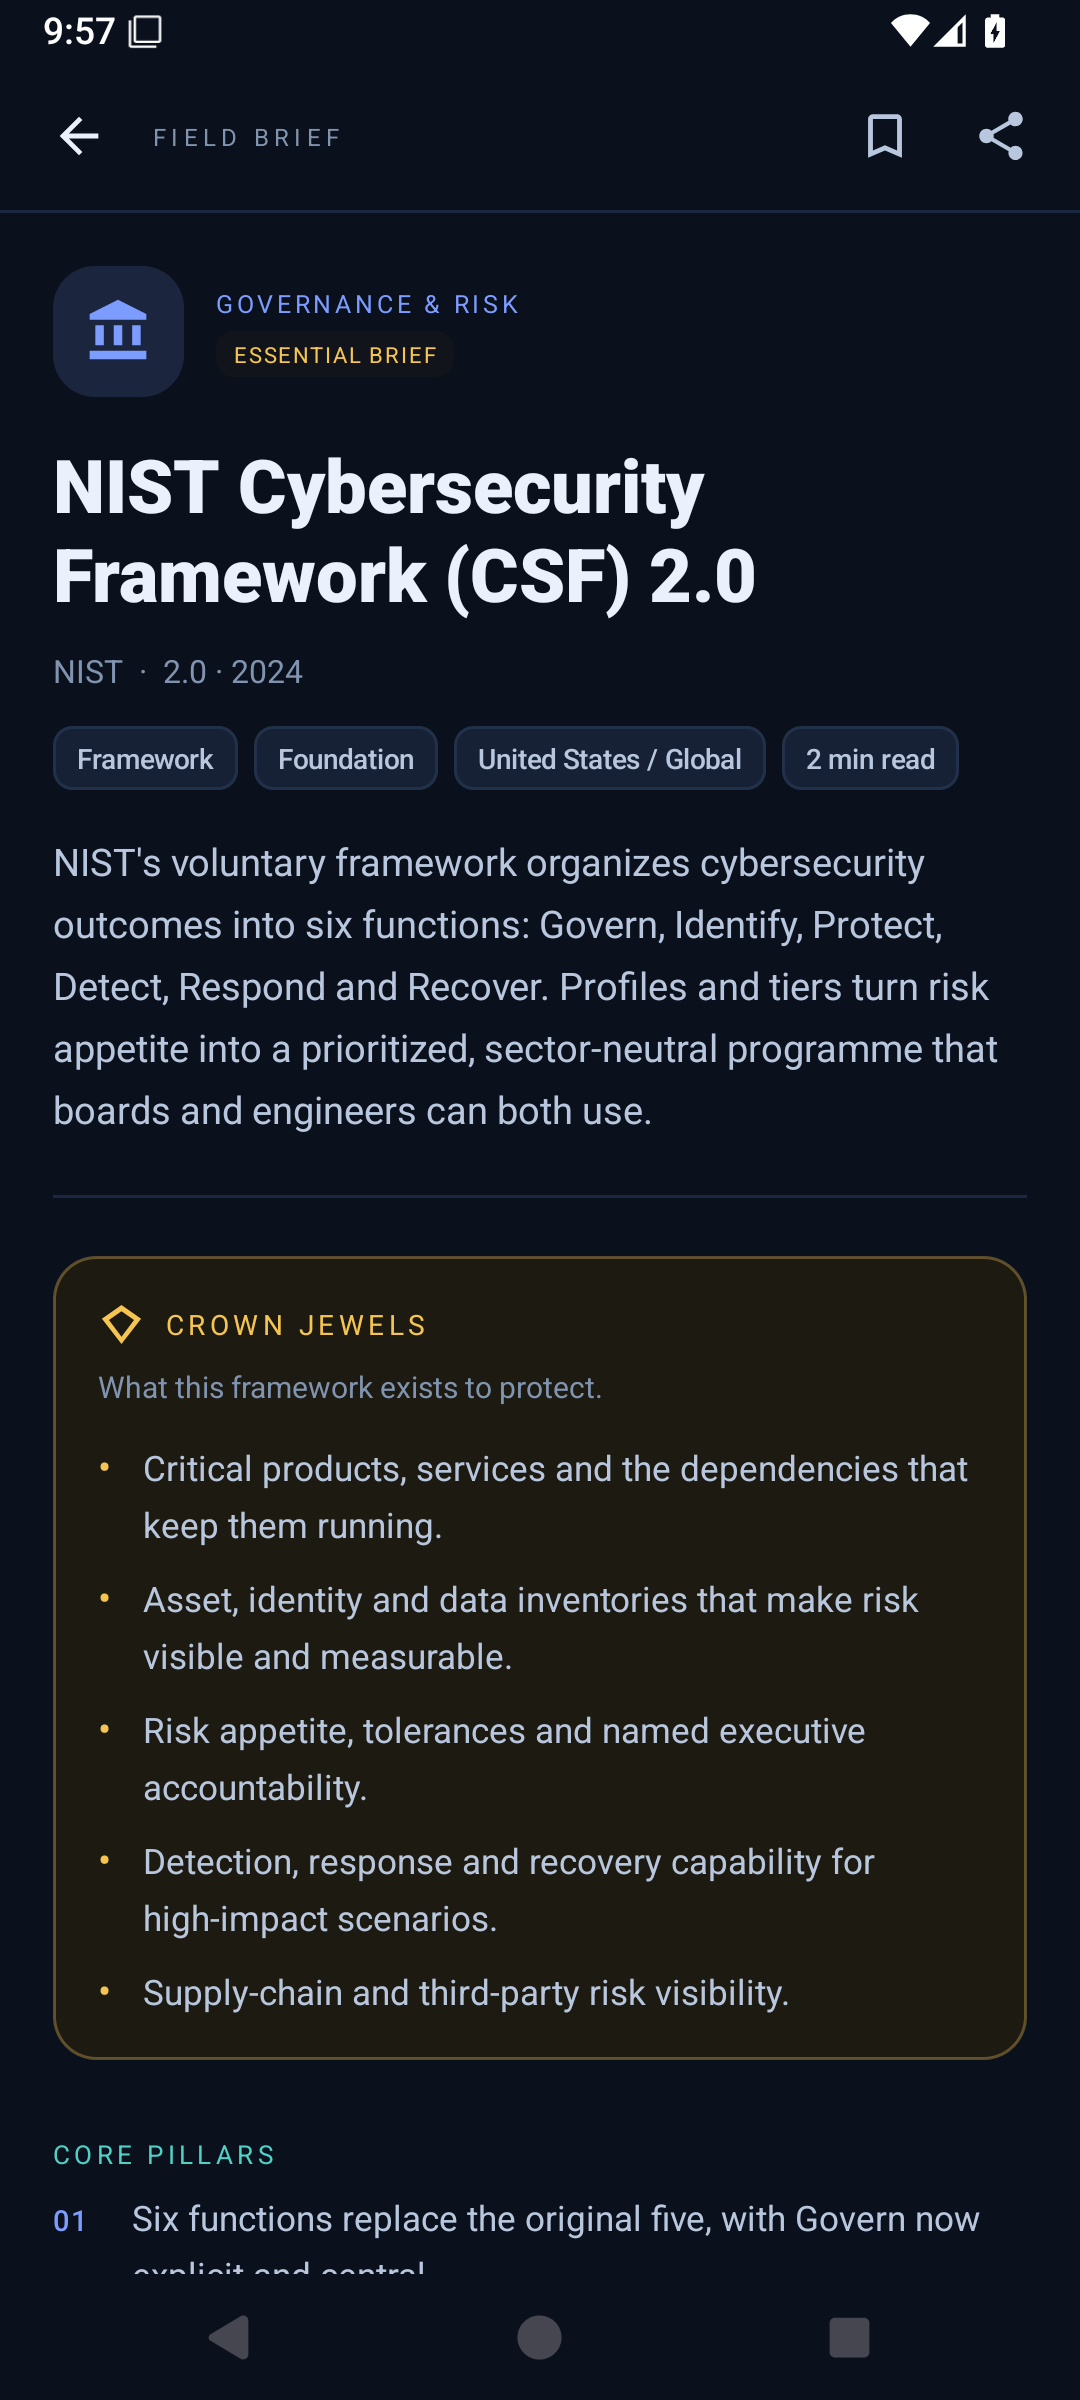 9:57
FIELD BRIEF
GOVERNANCE & RISK
ESSENTIAL BRIEF
NIST Cybersecurity
Framework (CSF) 2.0
NIST · 2.0 · 2024
Framework Foundation United States / Global 2 min read
NIST's voluntary framework organizes cybersecurity
outcomes into six functions: Govern, Identify, Protect,
Detect, Respond and Recover. Profiles and tiers turn risk
appetite into a prioritized, sector-neutral programme that
boards and engineers can both use.
CROWN JEWELS
What this framework exists to protect.
• Critical products, services and the dependencies that
keep them running.
• Asset, identity and data inventories that make risk
visible and measurable.
• Risk appetite, tolerances and named executive
accountability.
• Detection, response and recovery capability for
high-impact scenarios.
• Supply-chain and third-party risk visibility.
CORE PILLARS
01 Six functions replace the original five, with Govern now
explicit and central.